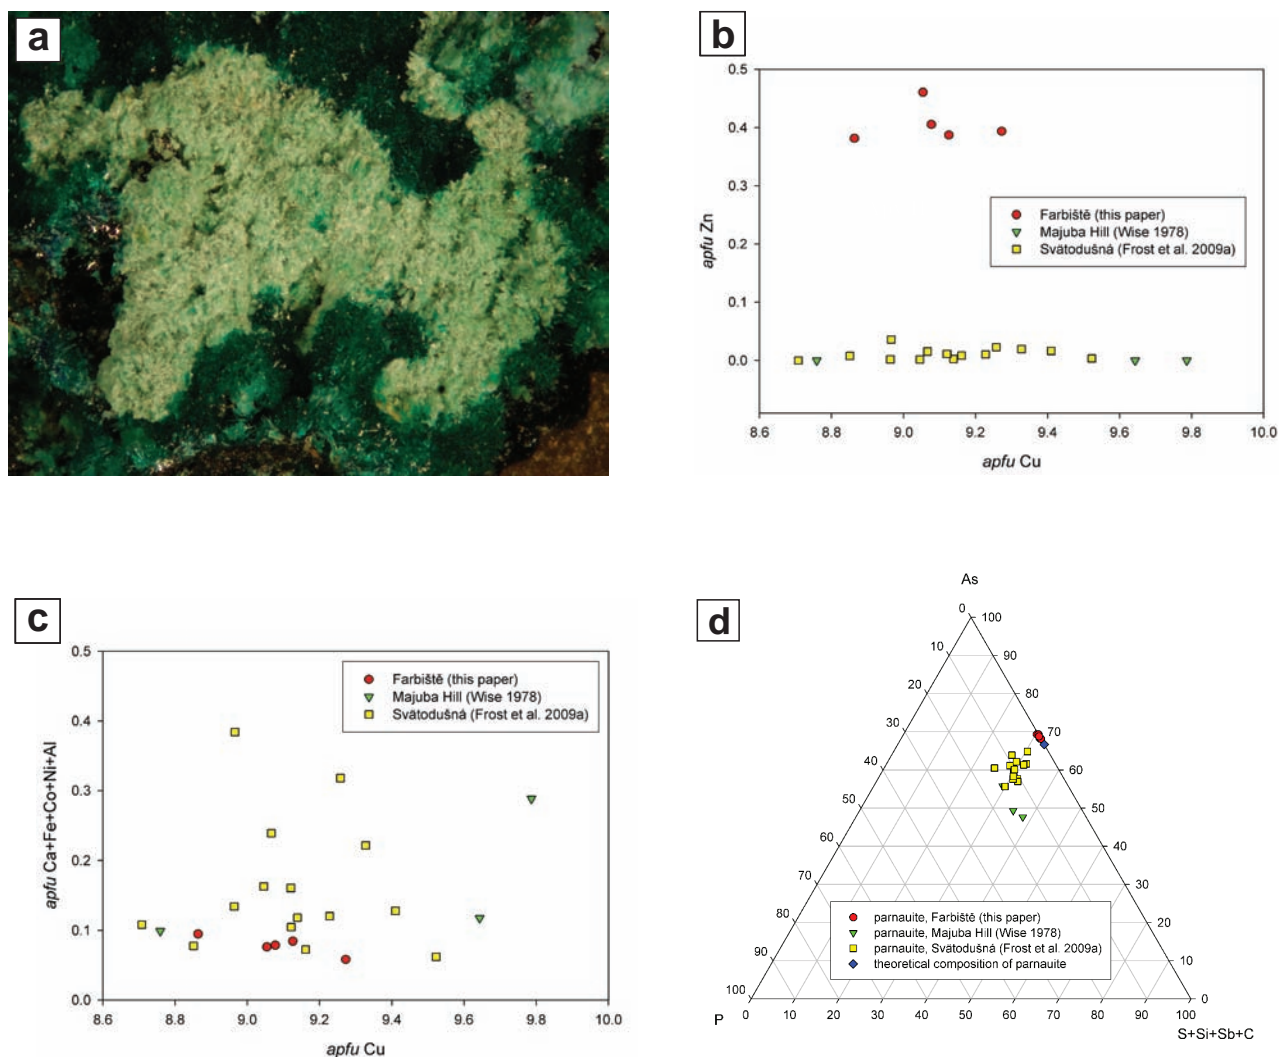 a
b
0.5
0.4
0.3
0.2
0.1
0.0
apfu Zn
Farbiště (this paper)
Majuba Hill (Wise 1978)
Svätodušná (Frost et al. 2009a)
8.6 8.8 9.0 9.2 9.4 9.6 9.8 10.0
apfu Cu
c
0.5
0.4
0.3
0.2
0.1
0.0
apfu Ca+Fe+Co+Ni+Al
Farbiště (this paper)
Majuba Hill (Wise 1978)
Svätodušná (Frost et al. 2009a)
8.6 8.8 9.0 9.2 9.4 9.6 9.8 10.0
apfu Cu
d
As
0 100
10 90
20 80
30 70
40 60
50 50
60 40
70 30
80 20
90 10
100 0
parnauite, Farbiště (this paper)
parnauite, Majuba Hill (Wise 1978)
parnauite, Svätodušná (Frost et al. 2009a)
theoretical composition of parnauite
P 0 10 20 30 40 50 60 70 80 90 100
S+Si+Sb+C